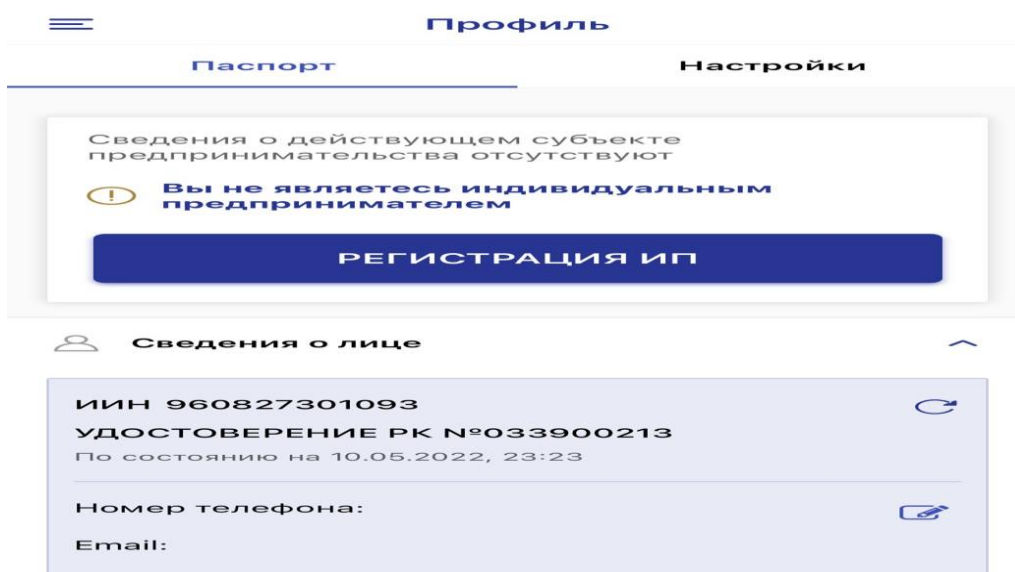 Профиль
Паспорт Настройки
Сведения о действующем субъекте
предпринимательства отсутствуют
Вы не являетесь индивидуальным
предпринимателем
РЕГИСТРАЦИЯ ИП
Сведения о лице
ИИН 960827301093
УДОСТОВЕРЕНИЕ РК №033900213
По состоянию на 10.05.2022, 23:23
Номер телефона:
Email: